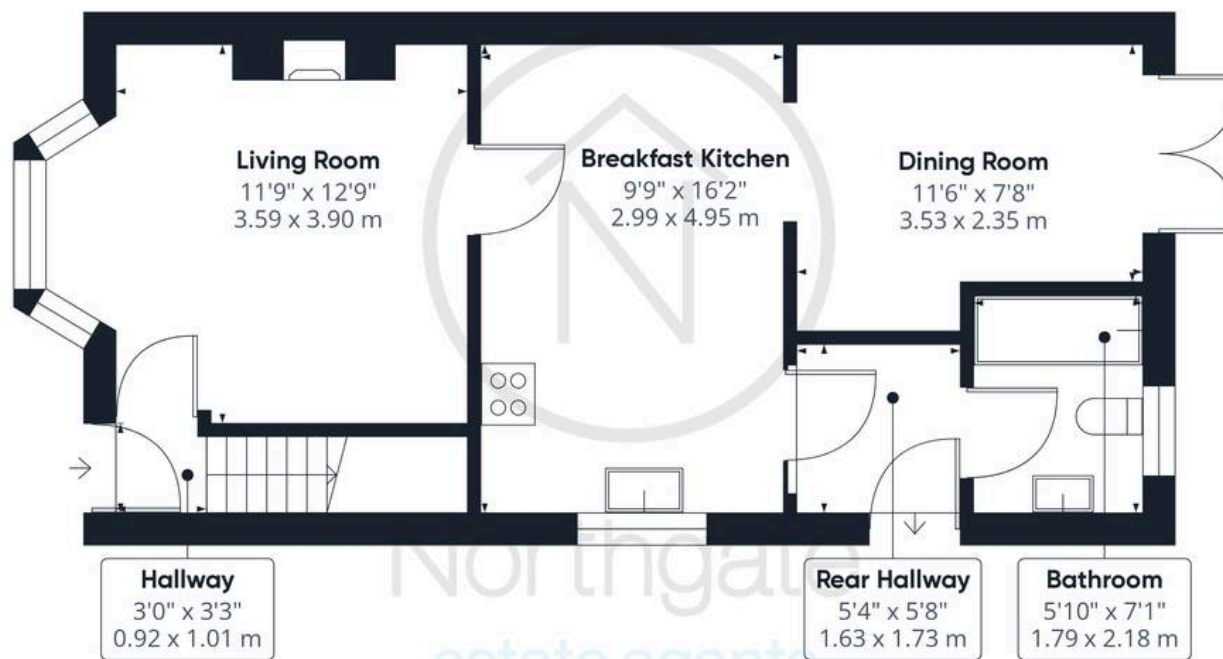 Living Room
11'9" x 12'9"
3.59 x 3.90 m
Breakfast Kitchen
9'9" x 16'2"
2.99 x 4.95 m
Dining Room
11'6" x 7'8"
3.53 x 2.35 m
Hallway
3'0" x 3'3"
0.92 x 1.01 m
Rear Hallway
5'4" x 5'8"
1.63 x 1.73 m
Bathroom
5'10" x 7'1"
1.79 x 2.18 m
N
Northgate
estate agents